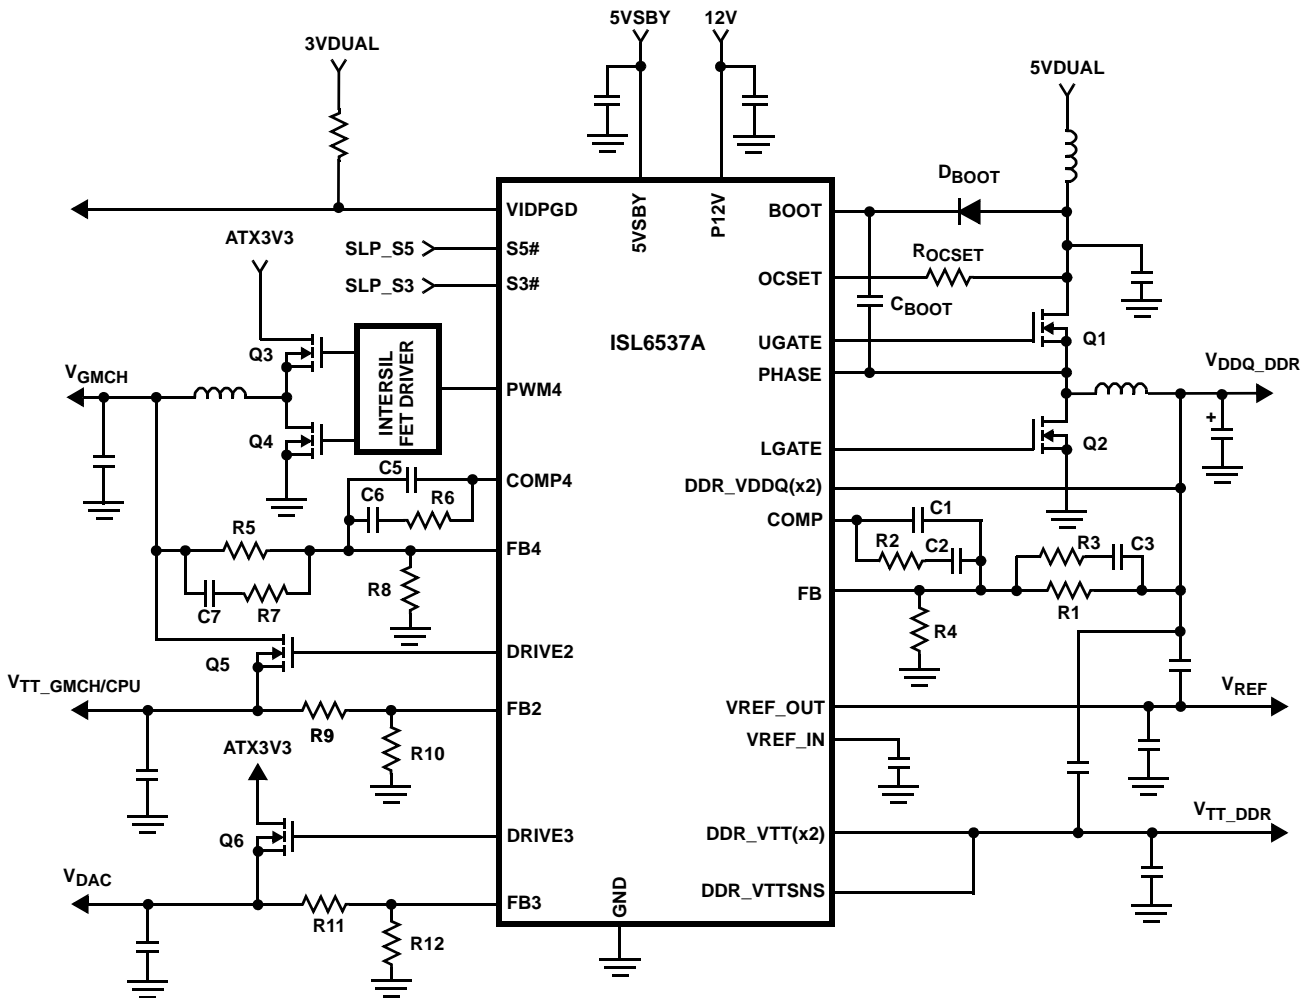 5VSBY
12V
3VDUAL
5VDUAL
DBOOT
VIDPGD
5VSBY
P12V
BOOT
ATX3V3
SLP_S5
S5#
SLP_S3
S3#
ROCSET
OCSET
CBOOT
Q3
INTERSIL
FET DRIVER
ISL6537A
UGATE
Q1
VGMCH
PWM4
PHASE
VDDQ_DDR
Q4
LGATE
Q2
+
C5
COMP4
DDR_VDDQ(x2)
C6
R6
COMP
C1
R5
FB4
R2
C2
R3
C3
C7
R7
R8
FB
R1
R4
Q5
DRIVE2
VTT_GMCH/CPU
FB2
VREF_OUT
VREF
R9
R10
VREF_IN
ATX3V3
Q6
DRIVE3
DDR_VTT(x2)
VTT_DDR
VDAC
FB3
GND
DDR_VTTSNS
R11
R12